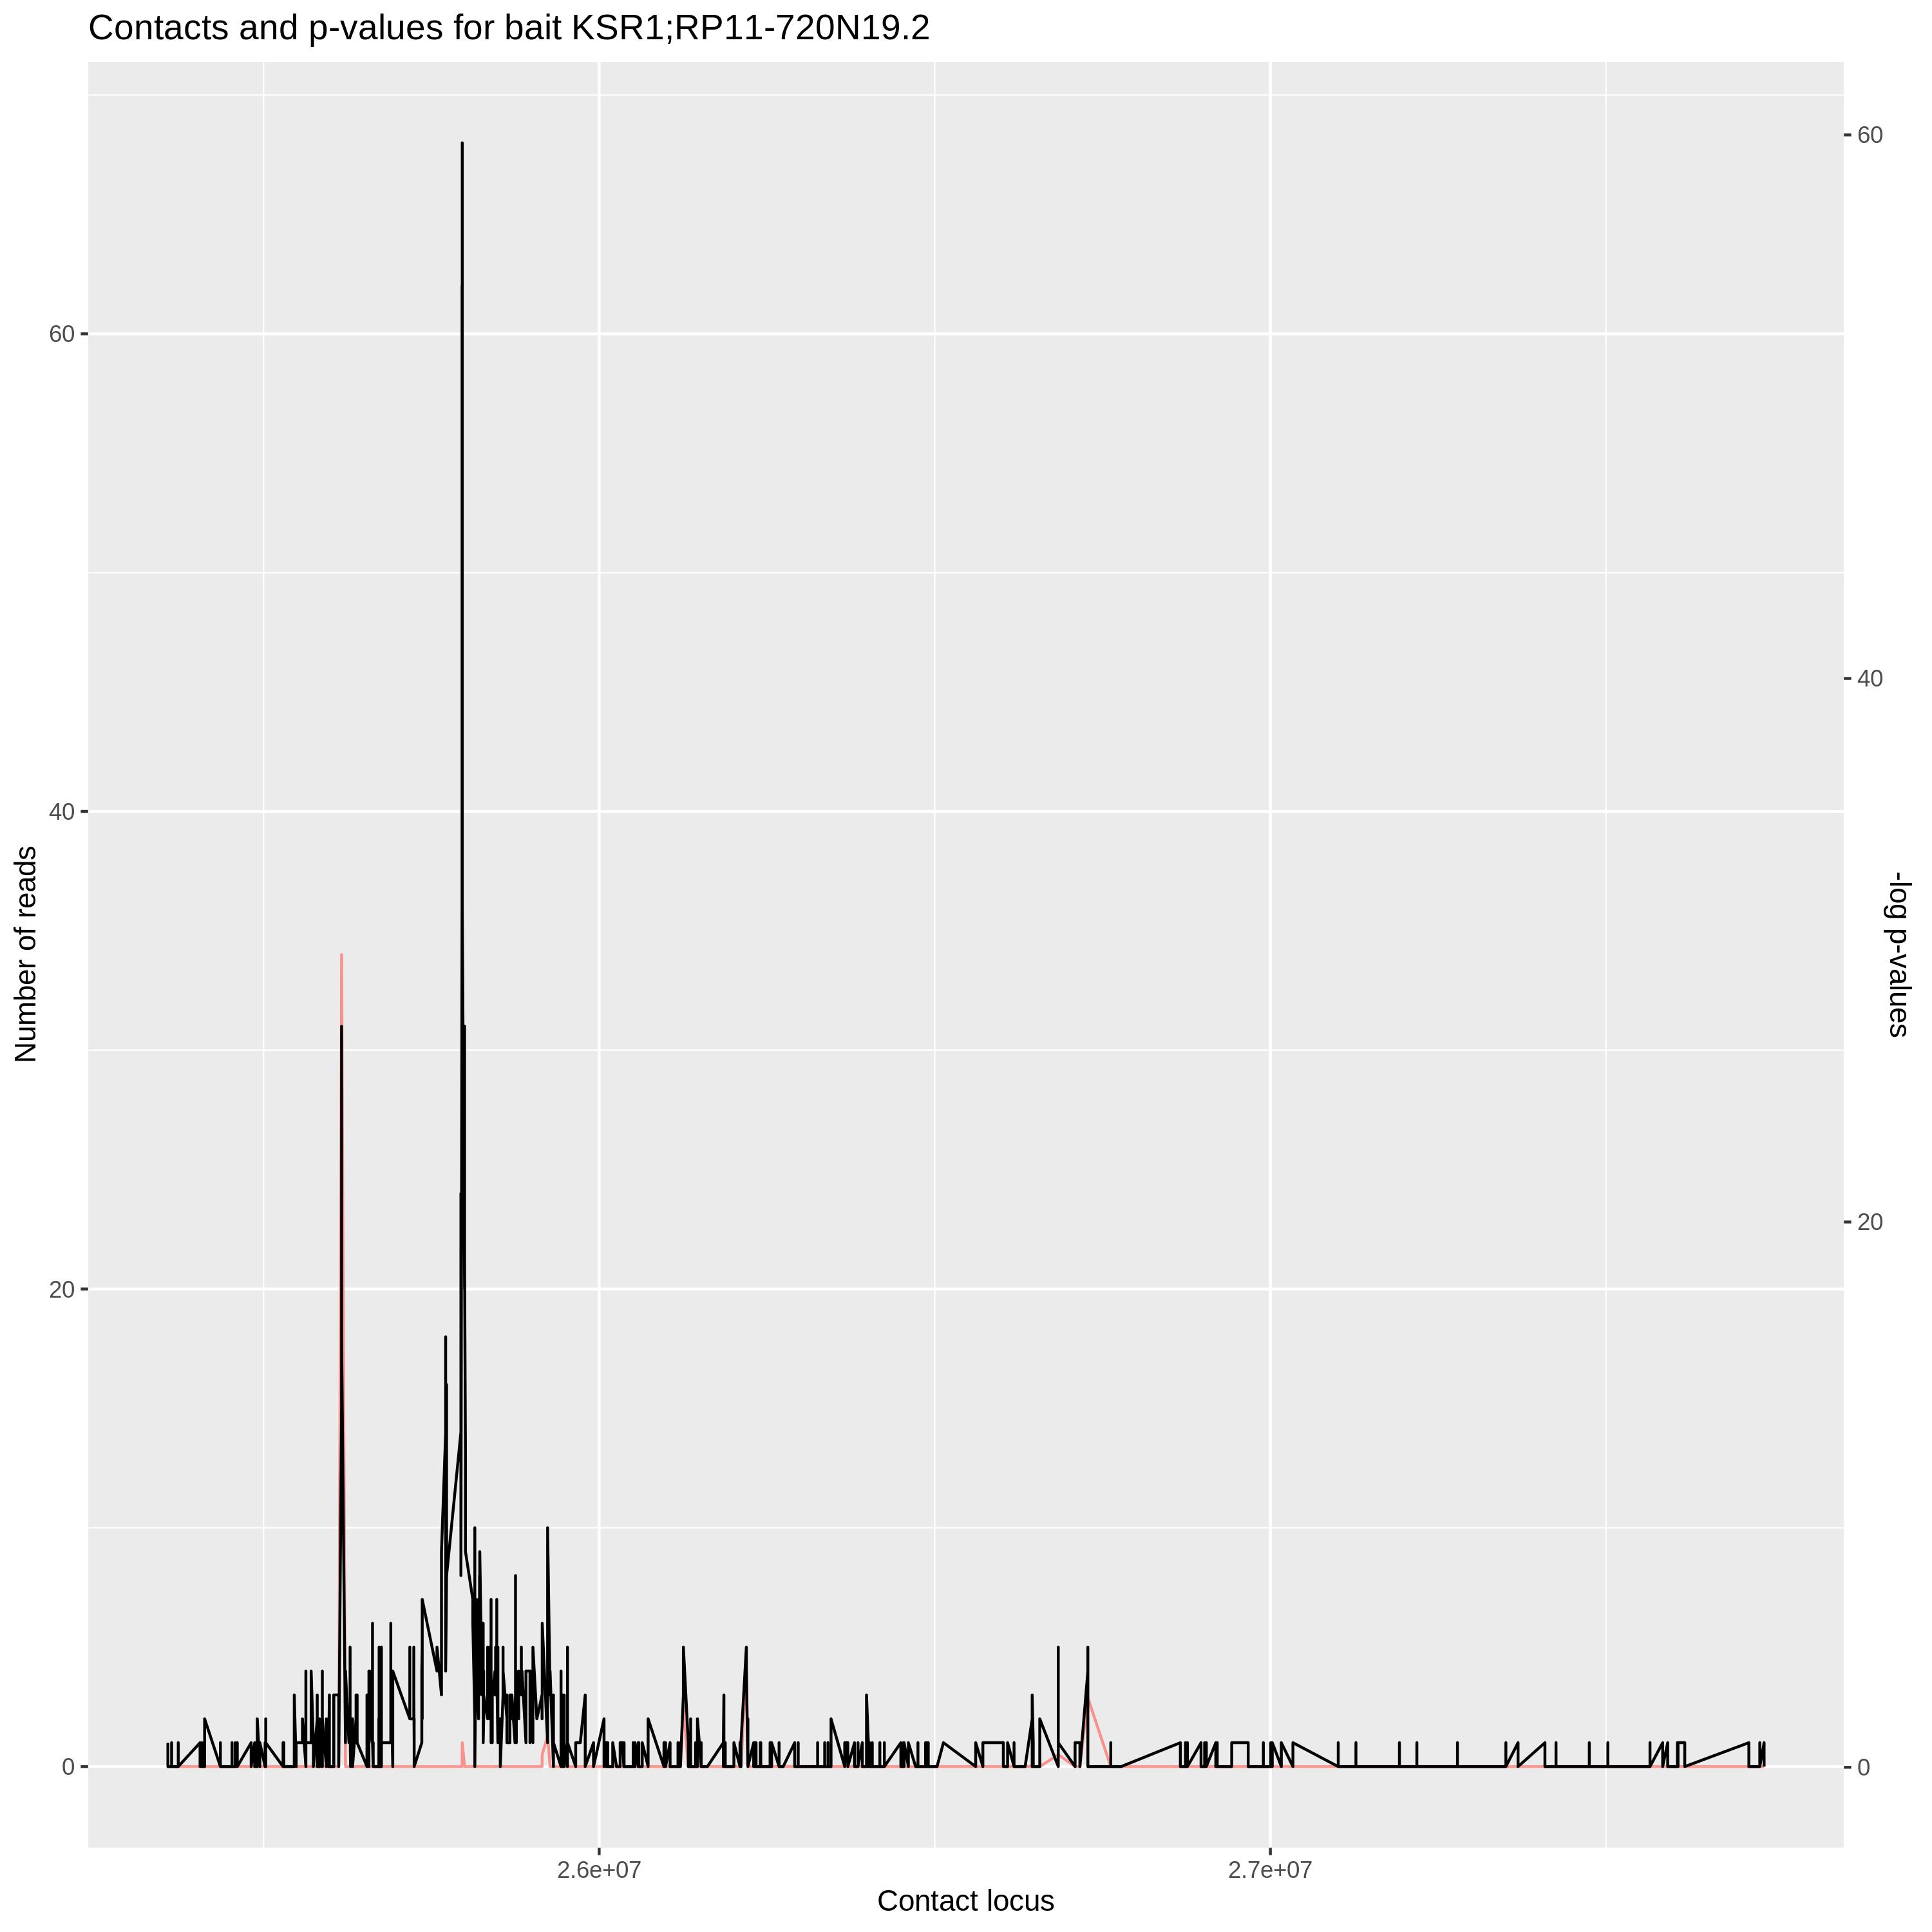 Contacts and p-values for bait KSR1;RP11-720N19.2
60
40
20
0
Number of reads
60
40
20
0
-log p-values
2.6e+07
2.7e+07
Contact locus